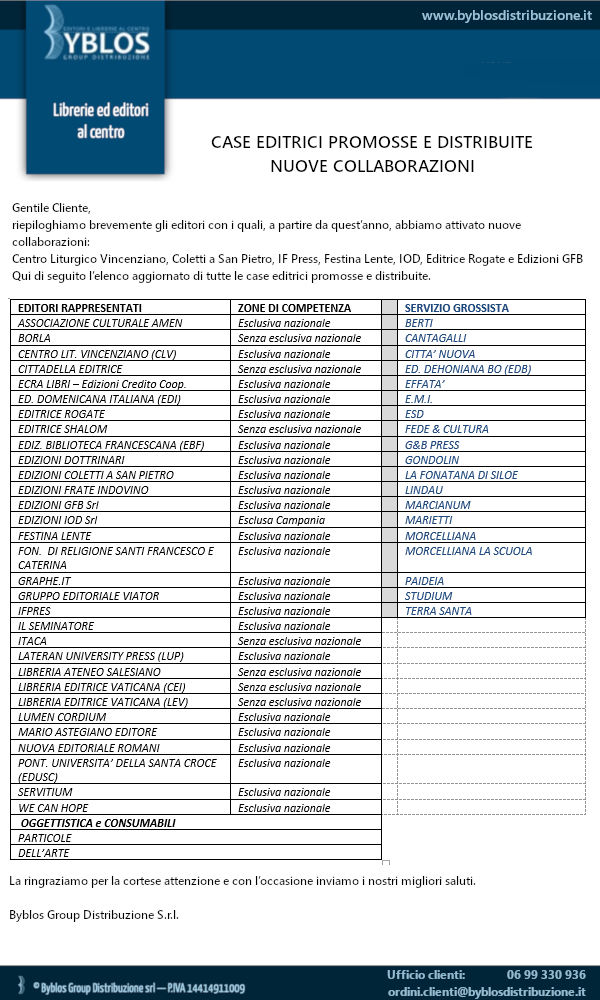 www.byblosdistribuzione.it
EDITORI E LIBRERIE AL CENTRO
BYBLOS
GROUP DISTRIBUZIONE
Librerie ed editori
al centro
CASE EDITRICI PROMOSSE E DISTRIBUITE
NUOVE COLLABORAZIONI
Gentile Cliente,
riepiloghiamo brevemente gli editori con i quali, a partire da quest’anno, abbiamo attivato nuove
collaborazioni:
Centro Liturgico Vincenziano, Coletti a San Pietro, IF Press, Festina Lente, IOD, Editrice Rogate e Edizioni GFB
Qui di seguito l’elenco aggiornato di tutte le case editrici promosse e distribuite.
EDITORI RAPPRESENTATI ZONE DI COMPETENZA SERVIZIO GROSSISTA
ASSOCIAZIONE CULTURALE AMEN Esclusiva nazionale BERTI
BORLA Senza esclusiva nazionale CANTAGALLI
CENTRO LIT. VINCENZIANO (CLV) Esclusiva nazionale CITTA’ NUOVA
CITTADELLA EDITRICE Senza esclusiva nazionale ED. DEHONIANA BO (EDB)
ECRA LIBRI – Edizioni Credito Coop. Esclusiva nazionale EFFATA’
ED. DOMENICANA ITALIANA (EDI) Esclusiva nazionale E.M.I.
EDITRICE ROGATE Esclusiva nazionale ESD
EDITRICE SHALOM Senza esclusiva nazionale FEDE & CULTURA
EDIZ. BIBLIOTECA FRANCESCANA (EBF) Esclusiva nazionale G&B PRESS
EDIZIONI DOTTRINARI Esclusiva nazionale GONDOLIN
EDIZIONI COLETTI A SAN PIETRO Esclusiva nazionale LA FONATANA DI SILOE
EDIZIONI FRATE INDOVINO Esclusiva nazionale LINDAU
EDIZIONI GFB Srl Esclusiva nazionale MARCIANUM
EDIZIONI IOD Srl Esclusa Campania MARIETTI
FESTINA LENTE Esclusiva nazionale MORCELLIANA
FON. DI RELIGIONE SANTI FRANCESCO E Esclusiva nazionale MORCELLIANA LA SCUOLA
CATERINA
GRAPHE.IT Esclusiva nazionale PAIDEIA
GRUPPO EDITORIALE VIATOR Esclusiva nazionale STUDIUM
IFPRES Esclusiva nazionale TERRA SANTA
IL SEMINATORE Esclusiva nazionale
ITACA Senza esclusiva nazionale
LATERAN UNIVERSITY PRESS (LUP) Esclusiva nazionale
LIBRERIA ATENEO SALESIANO Senza esclusiva nazionale
LIBRERIA EDITRICE VATICANA (CEI) Senza esclusiva nazionale
LIBRERIA EDITRICE VATICANA (LEV) Senza esclusiva nazionale
LUMEN CORDIUM Esclusiva nazionale
MARIO ASTEGIANO EDITORE Esclusiva nazionale
NUOVA EDITORIALE ROMANI Esclusiva nazionale
PONT. UNIVERSITA’ DELLA SANTA CROCE Esclusiva nazionale
(EDUSC)
SERVITIUM Esclusiva nazionale
WE CAN HOPE Esclusiva nazionale
OGGETTISTICA e CONSUMABILI
PARTICOLE
DELL’ARTE
La ringraziamo per la cortese attenzione e con l’occasione inviamo i nostri migliori saluti.
Byblos Group Distribuzione S.r.l.
© Byblos Group Distribuzione srl — P.IVA 14414911009
Ufficio clienti: 06 99 330 936
ordini.clienti@byblosdistribuzione.it